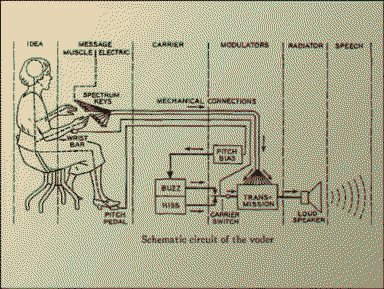 IDEA
MESSAGE
MUSCLE ELECTRIC
CARRIER
MODULATORS
RADIATOR
SPEECH
SPECTRUM
KEYS
MECHANICAL CONNECTIONS
WRIST
BAR
PITCH
BIAS
BUZZ
HISS
TRANS-
MISSION
CARRIER
SWITCH
LOUD
SPEAKER
PITCH
PEDAL
Schematic circuit of the voder